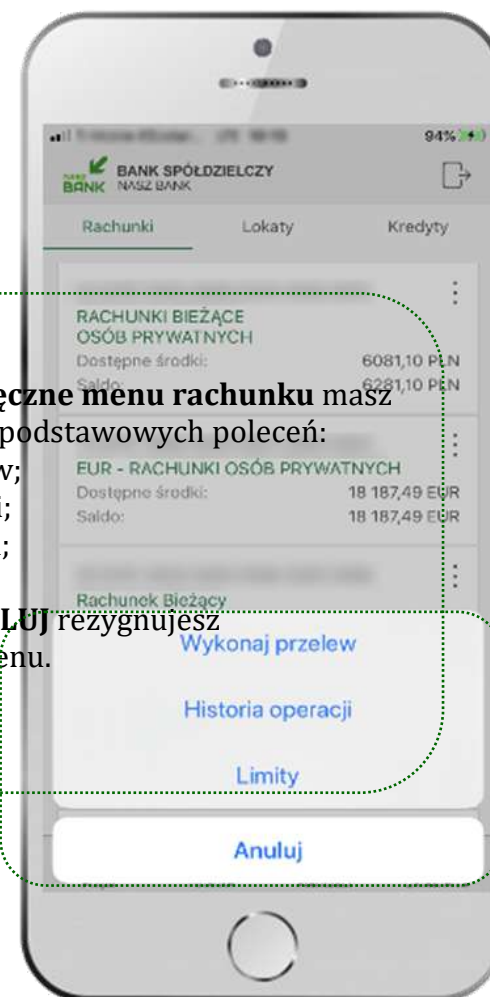 94%
NASZ BANK BANK SPÓŁDZIELCZY
NASZ BANK
Rachunki Lokaty Kredyty
RACHUNKI BIEŻĄCE
OSÓB PRYWATNYCH
Dostępne środki: 6081,10 PLN
Saldo: 6281,10 PLN
ęczne menu rachunku masz
podstawowych poleceń:
w;
EUR - RACHUNKI OSÓB PRYWATNYCH
i;
Dostępne środki: 18 187,49 EUR
;
Saldo: 18 187,49 EUR
Rachunek Bieżący
LUJ rezygnujesz
enu.
Wykonaj przelew
Historia operacji
Limity
Anuluj